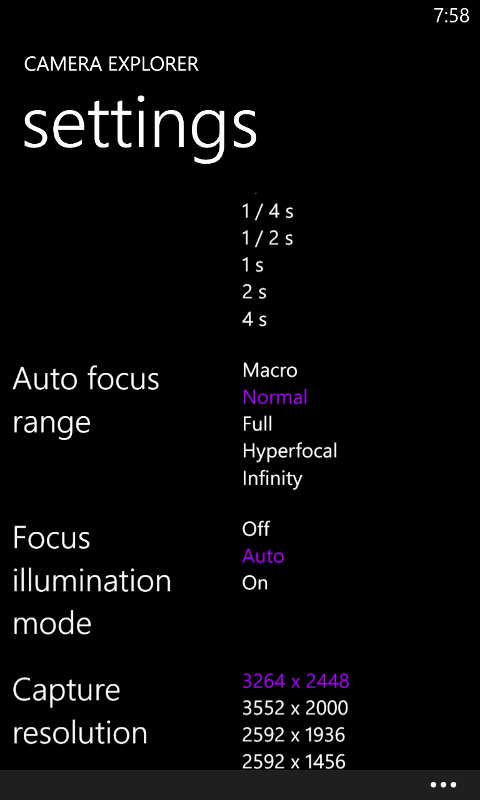 7:58
CAMERA EXPLORER
settings
1 / 4 s
1 / 2 s
1 s
2 s
4 s
Auto focus
range
Macro
Normal
Full
Hyperfocal
Infinity
Focus
illumination
mode
Off
Auto
On
Capture
resolution
3264 x 2448
3552 x 2000
2592 x 1936
2592 x 1456